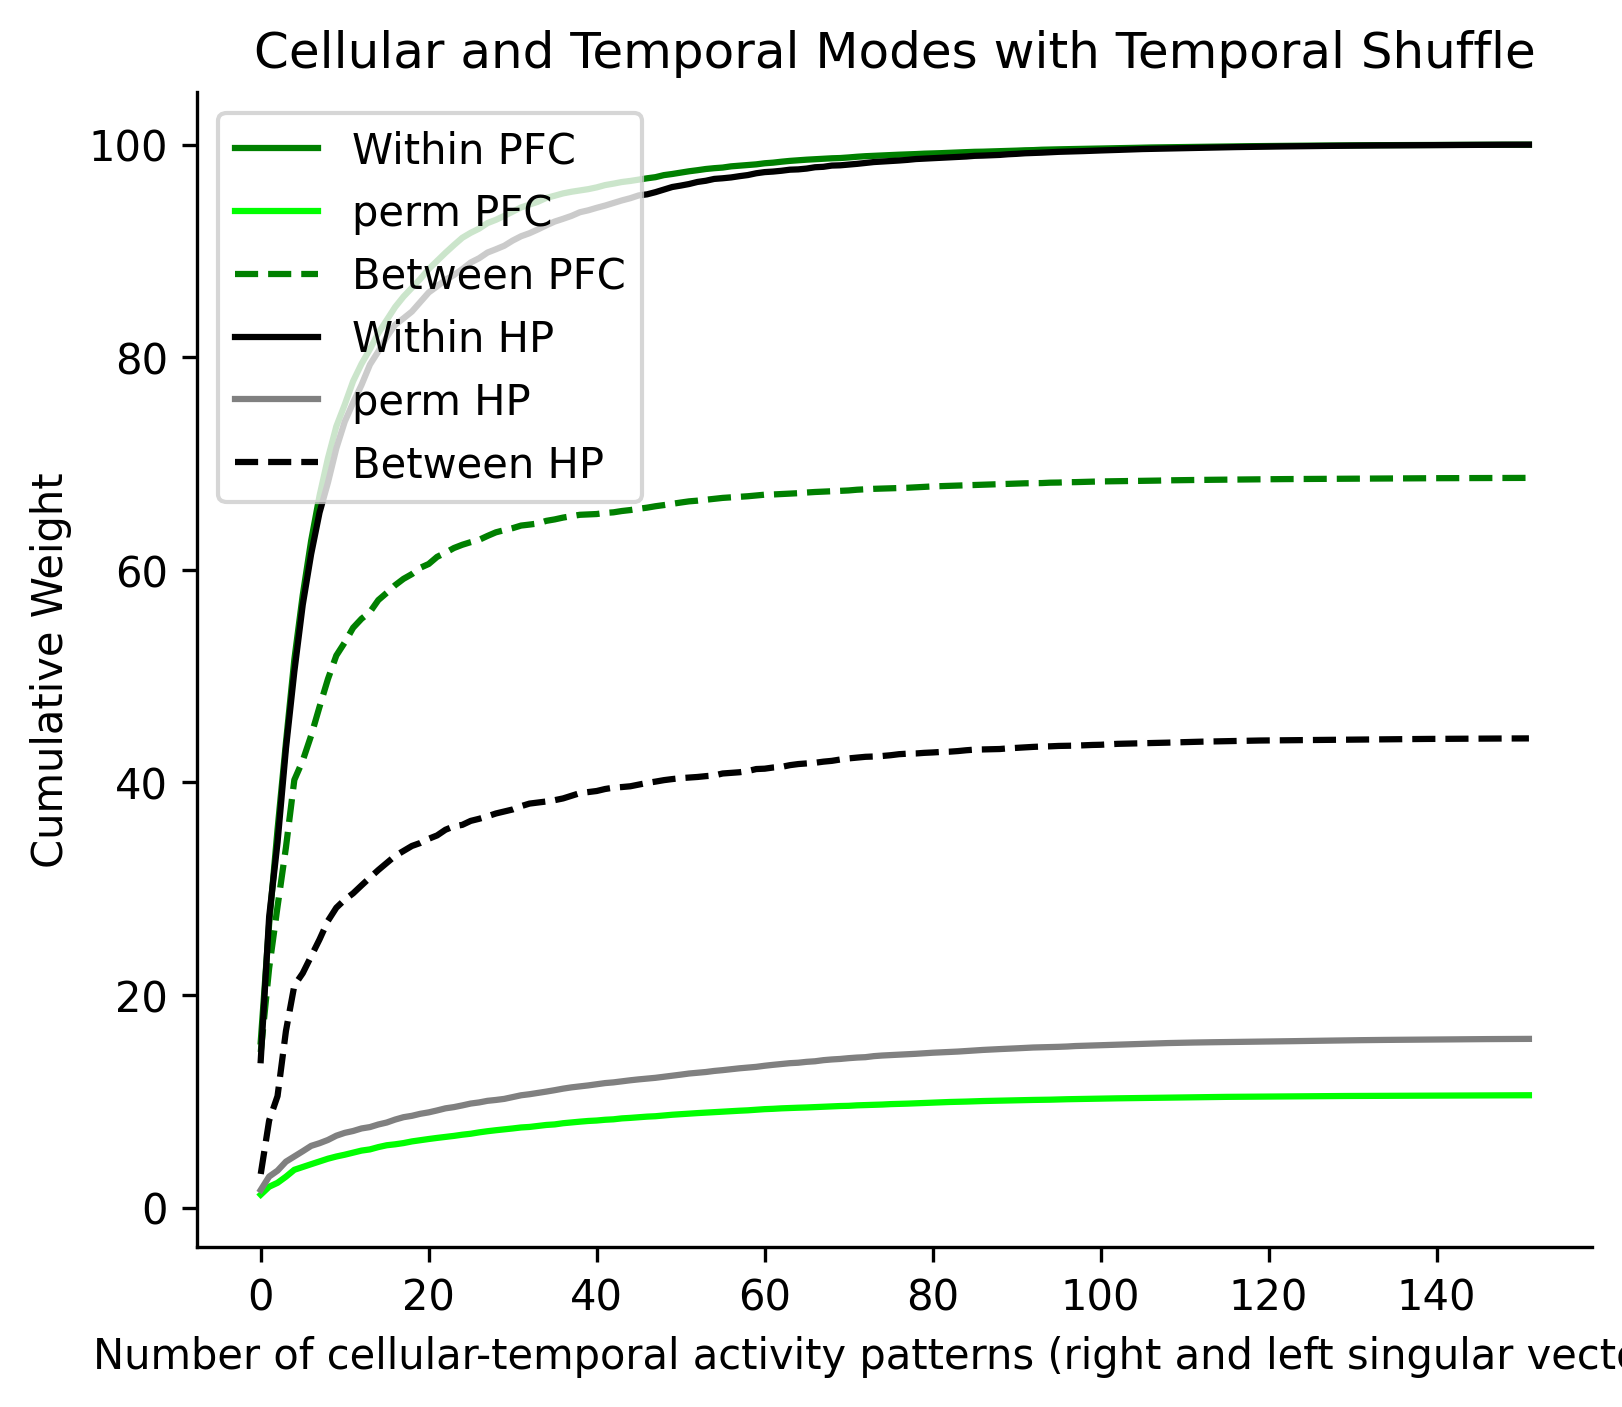 Cellular and Temporal Modes with Temporal Shuffle
Within PFC
perm PFC
Between PFC
Within HP
perm HP
Between HP
Cumulative Weight
100
80
60
40
20
0
0 20 40 60 80 100 120 140
Number of cellular-temporal activity patterns (right and left singular